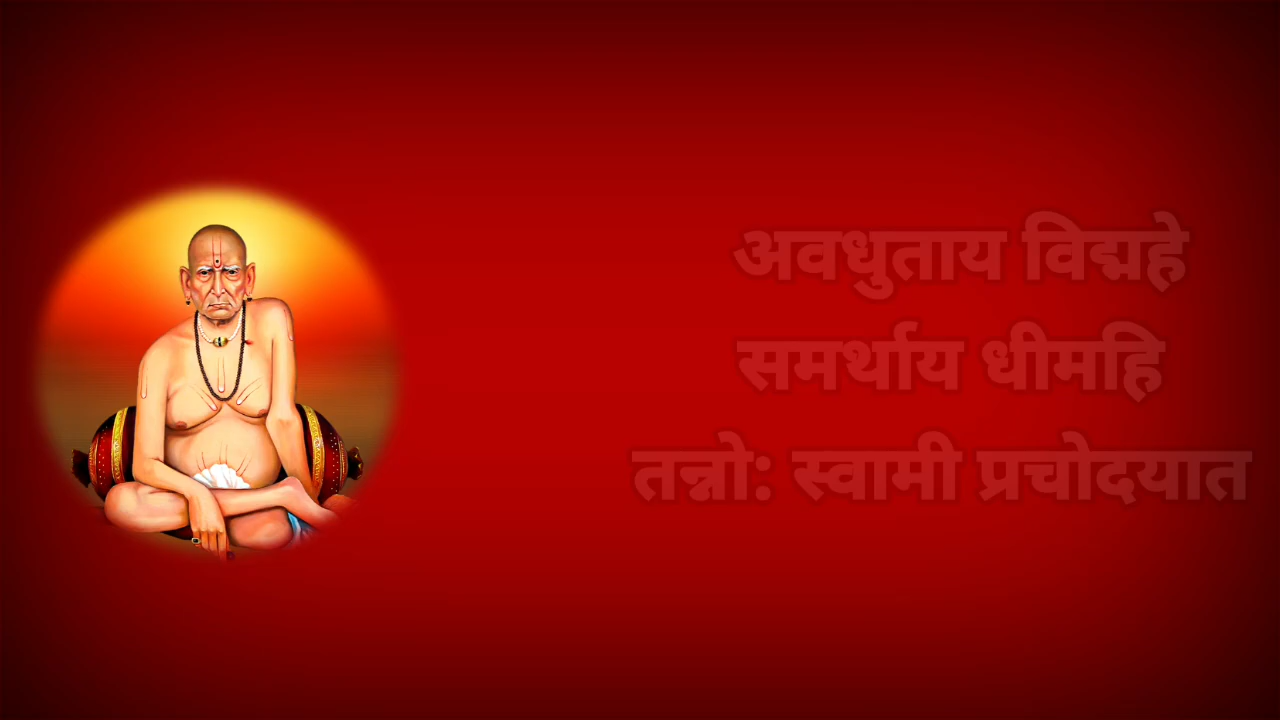 अवधुताय विद्महे
समर्थाय धीमहि
तन्नो: स्वामी प्रचोदयात